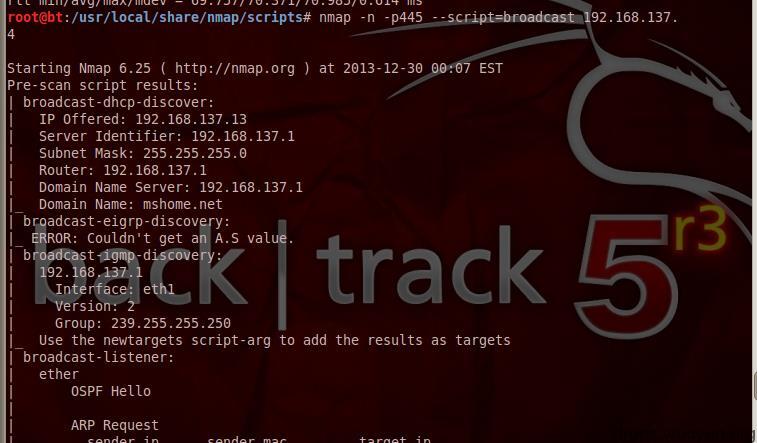 rtt min/avg/max/mdev = 69.757/70.371/70.985/0.614 ms
root@bt:/usr/local/share/nmap/scripts# nmap -n -p445 --script=broadcast 192.168.137.
4
Starting Nmap 6.25 ( http://nmap.org ) at 2013-12-30 00:07 EST
Pre-scan script results:
| broadcast-dhcp-discover:
|   IP Offered: 192.168.137.13
|   Server Identifier: 192.168.137.1
|   Subnet Mask: 255.255.255.0
|   Router: 192.168.137.1
|   Domain Name Server: 192.168.137.1
|_  Domain Name: mshome.net
| broadcast-eigrp-discovery:
|_ ERROR: Couldn't get an A.S value.
| broadcast-igmp-discovery:
|   192.168.137.1
|     Interface: eth1
|     Version: 2
|     Group: 239.255.255.250
|_  Use the newtargets script-arg to add the results as targets
| broadcast-listener:
|   ether
|       OSPF Hello
|
|       ARP Request
|         sender ip      sender mac         target ip
back | track 5 r3